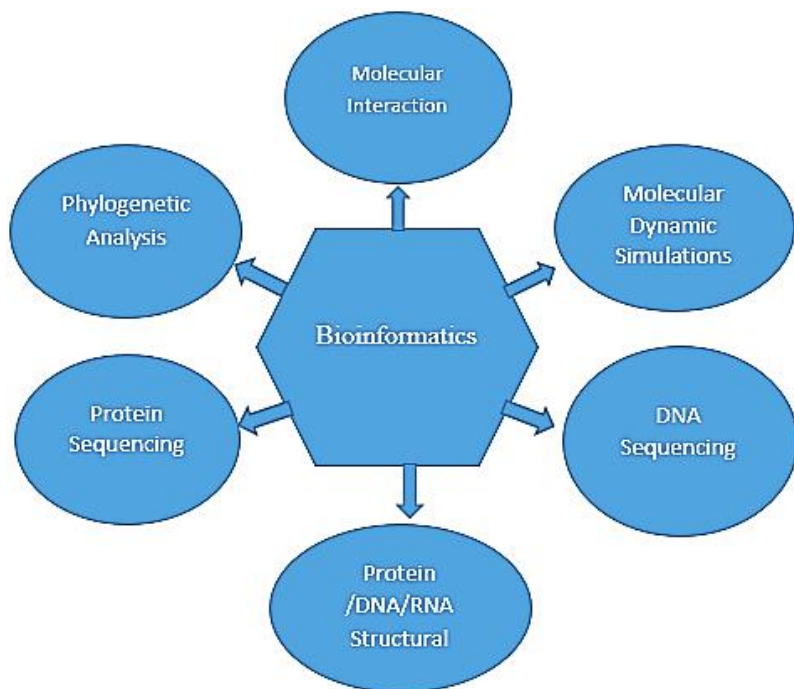 Molecular
Interaction
Phylogenetic
Analysis
Molecular
Dynamic
Simulations
Bioinformatics
Protein
Sequencing
DNA
Sequencing
Protein
/DNA/RNA
Structural